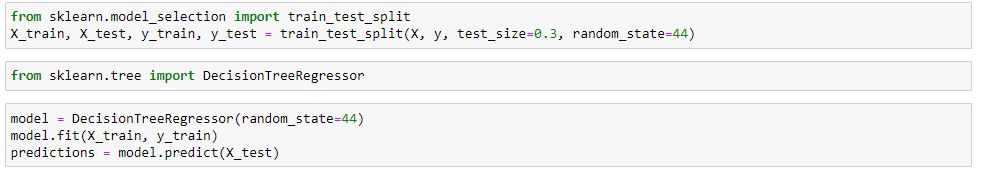 from sklearn.model_selection import train_test_split
X_train, X_test, y_train, y_test = train_test_split(X, y, test_size=0.3, random_state=44)
from sklearn.tree import DecisionTreeRegressor
model = DecisionTreeRegressor(random_state=44)
model.fit(X_train, y_train)
predictions = model.predict(X_test)